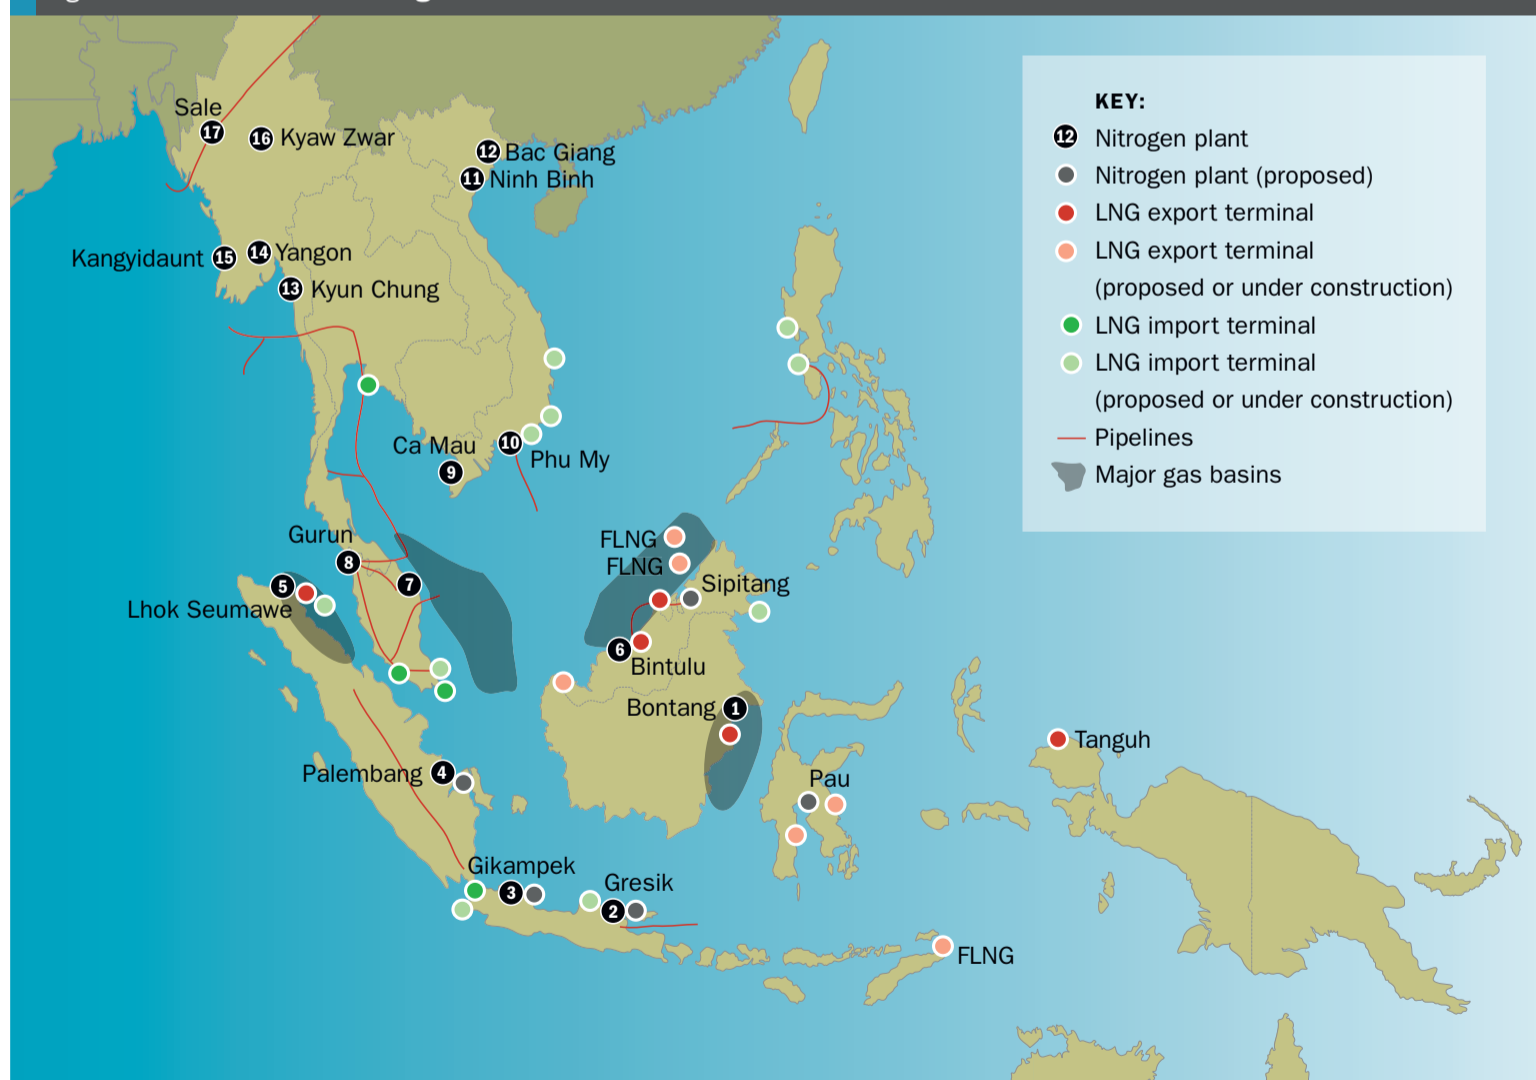 KEY:
12 Nitrogen plant
Nitrogen plant (proposed)
LNG export terminal
LNG export terminal
(proposed or under construction)
LNG import terminal
LNG import terminal
(proposed or under construction)
Pipelines
Major gas basins
Sale
17
16 Kyaw Zwar
12 Bac Giang
11 Ninh Binh
Kangyidaunt 15
14 Yangon
13 Kyun Chung
Ca Mau
9
10
Phu My
Gurun
8
7
5
Lhok Seumawe
FLNG
FLNG
Sipitang
6
Bintulu
Bontang 1
Tanguh
Palembang 4
Pau
Gikampek
3
Gresik
2
FLNG